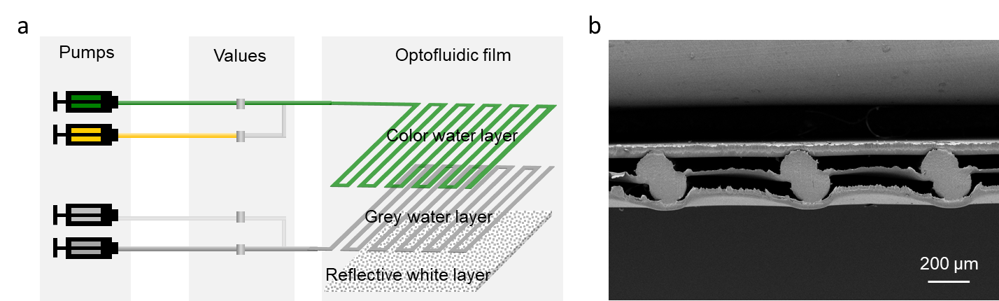 a
Pumps
Values
Optofluidic film
Color water layer
Grey water layer
Reflective white layer
b
200 µm